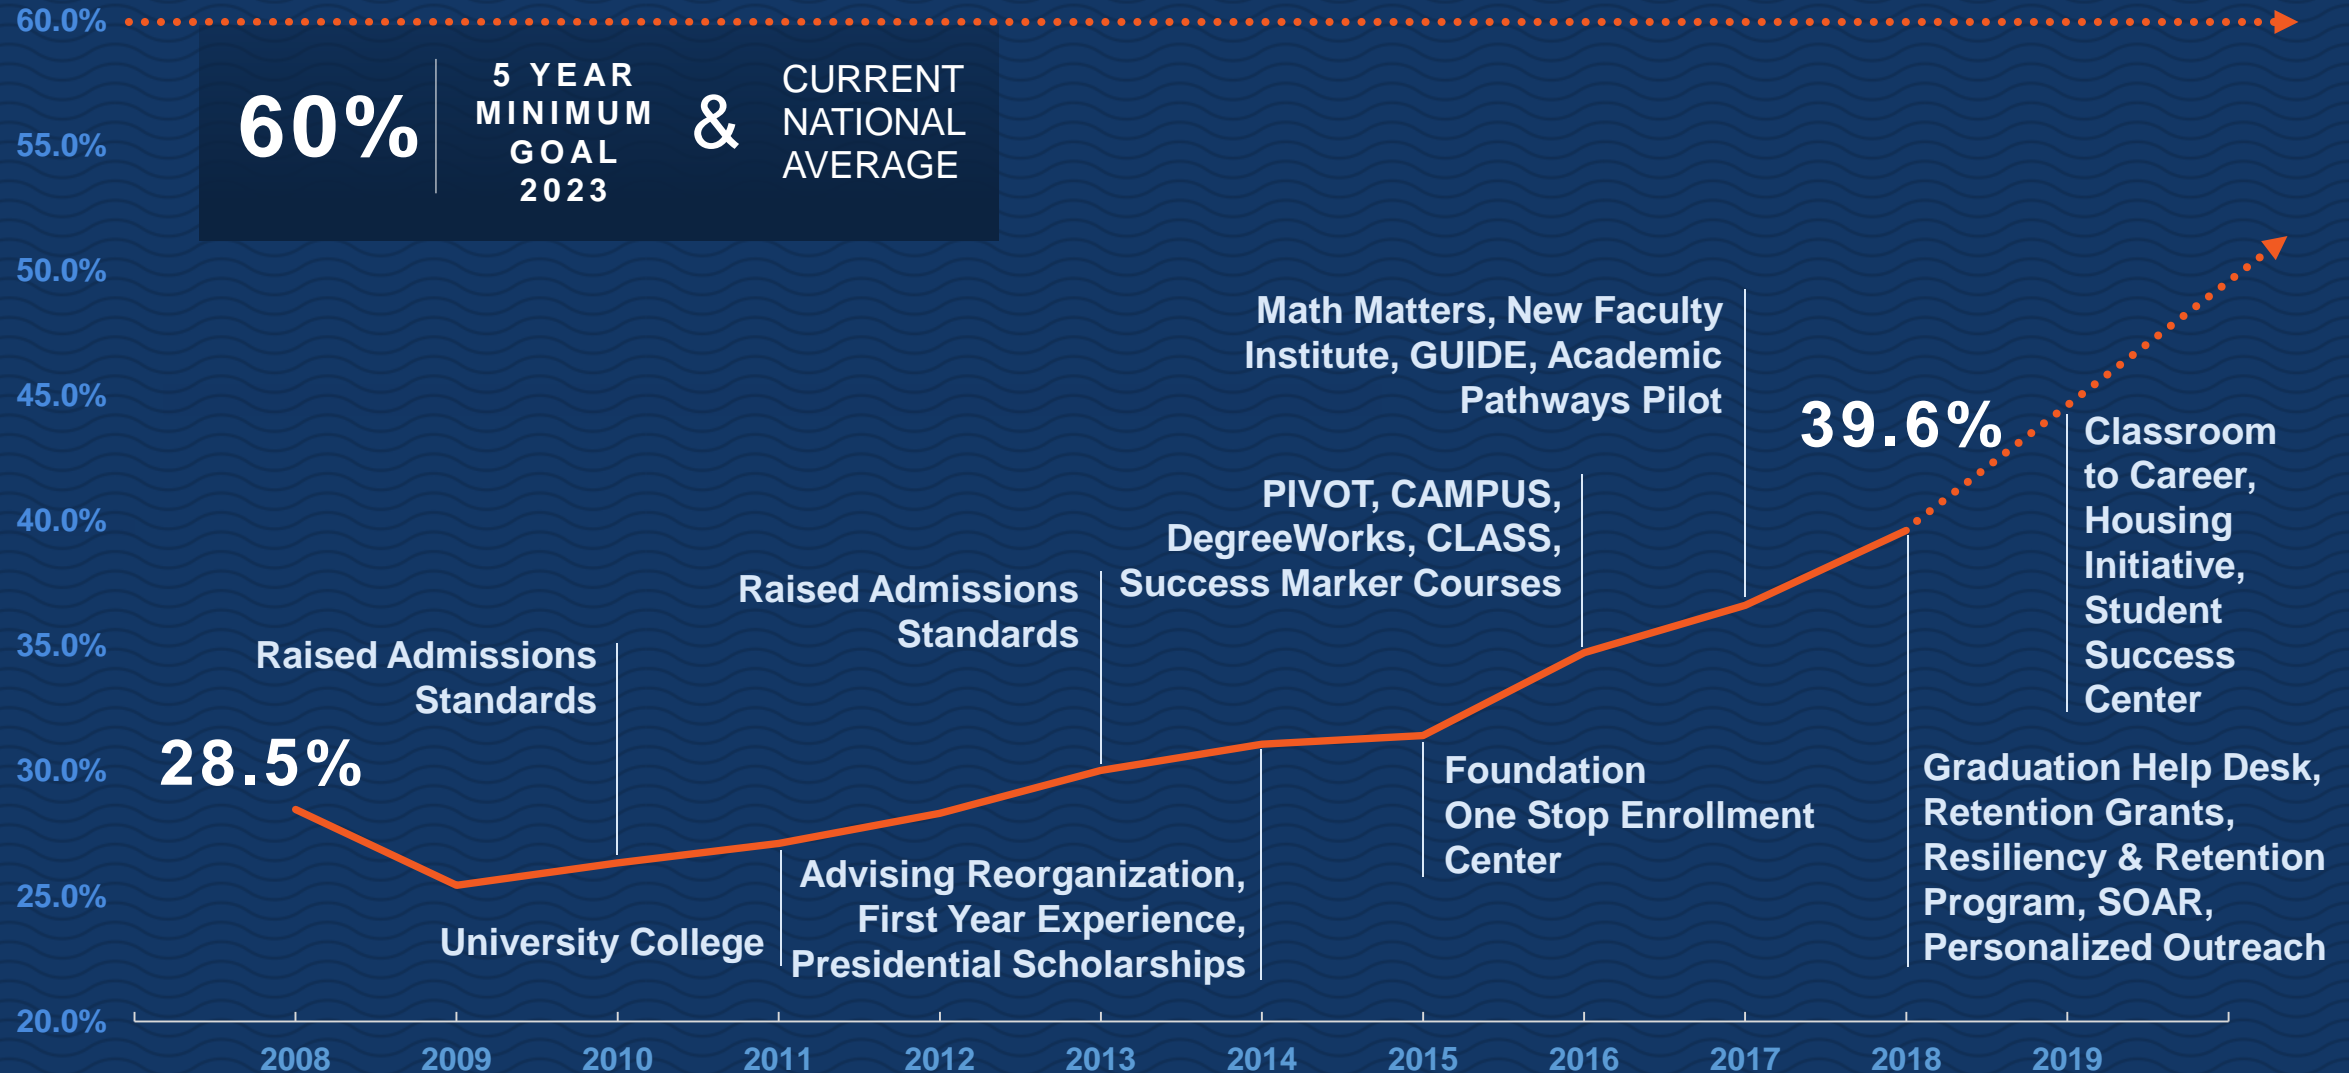 60.0%
55.0%
50.0%
45.0%
40.0%
35.0%
30.0%
25.0%
20.0%
60%
5 YEAR
MINIMUM
GOAL
2023
&
CURRENT
NATIONAL
AVERAGE
28.5%
Raised Admissions
Standards
University College
Raised Admissions
Standards
Advising Reorganization,
First Year Experience,
Presidential Scholarships
Foundation
One Stop Enrollment
Center
PIVOT, CAMPUS,
DegreeWorks, CLASS,
Success Marker Courses
Math Matters, New Faculty
Institute, GUIDE, Academic
Pathways Pilot
39.6%
Graduation Help Desk,
Retention Grants,
Resiliency & Retention
Program, SOAR,
Personalized Outreach
Classroom
to Career,
Housing
Initiative,
Student
Success
Center
2008 2009 2010 2011 2012 2013 2014 2015 2016 2017 2018 2019